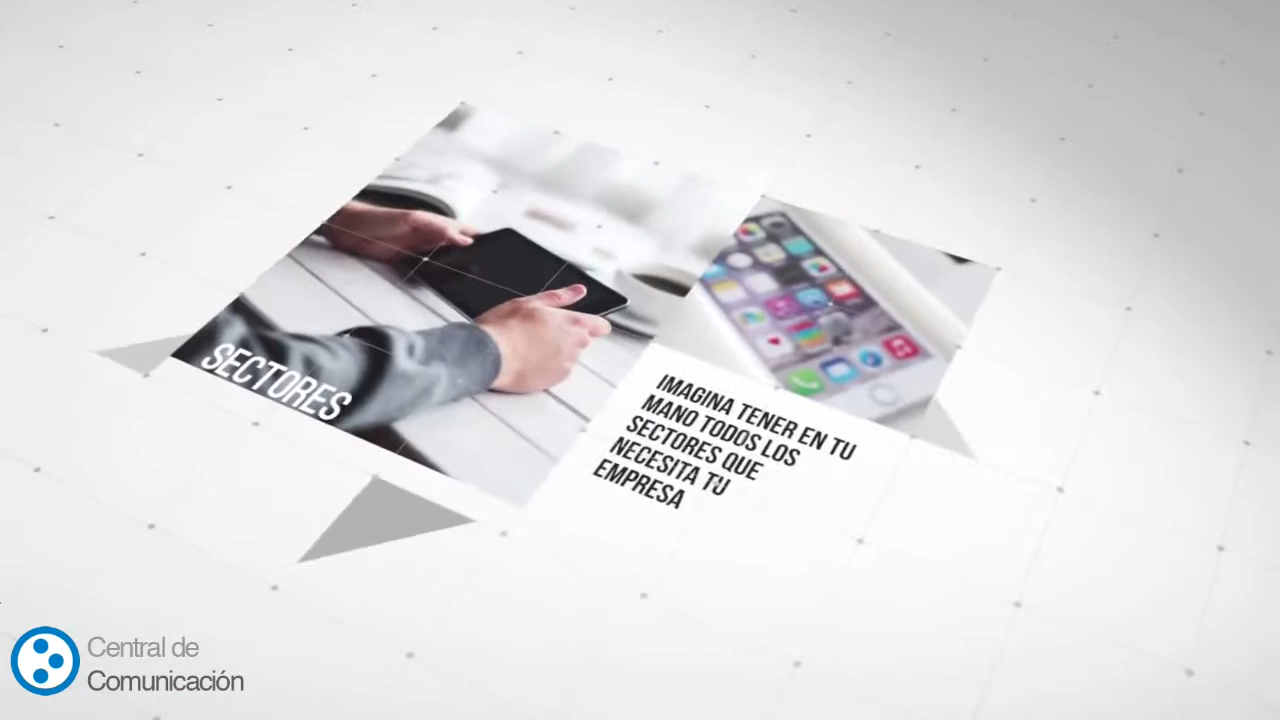 SECTORES
IMAGINA TENER EN TU
MANO TODOS LOS
SECTORES QUE
NECESITA TU
EMPRESA
Central de
Comunicación